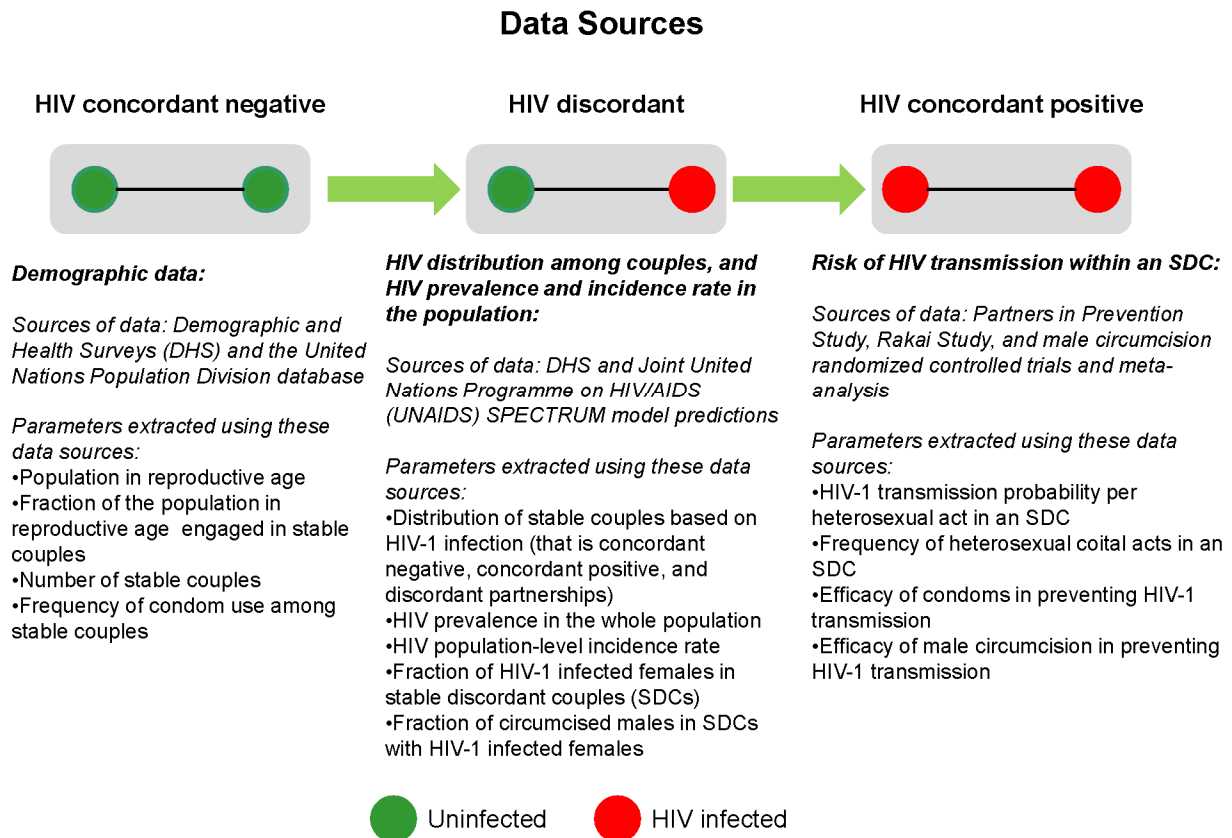 Data Sources
HIV concordant negative
HIV discordant
HIV concordant positive
Demographic data:
Sources of data: Demographic and
Health Surveys (DHS) and the United
Nations Population Division database
Parameters extracted using these
data sources:
•Population in reproductive age
•Fraction of the population in
reproductive age engaged in stable
couples
•Number of stable couples
•Frequency of condom use among
stable couples
HIV distribution among couples, and
HIV prevalence and incidence rate in
the population:
Sources of data: DHS and Joint United
Nations Programme on HIV/AIDS
(UNAIDS) SPECTRUM model predictions
Parameters extracted using these data
sources:
•Distribution of stable couples based on
HIV-1 infection (that is concordant
negative, concordant positive, and
discordant partnerships)
•HIV prevalence in the whole population
•HIV population-level incidence rate
•Fraction of HIV-1 infected females in
stable discordant couples (SDCs)
•Fraction of circumcised males in SDCs
with HIV-1 infected females
Risk of HIV transmission within an SDC:
Sources of data: Partners in Prevention
Study, Rakai Study, and male circumcision
randomized controlled trials and meta-
analysis
Parameters extracted using these data
sources:
•HIV-1 transmission probability per
heterosexual act in an SDC
•Frequency of heterosexual coital acts in an
SDC
•Efficacy of condoms in preventing HIV-1
transmission
•Efficacy of male circumcision in preventing
HIV-1 transmission
Uninfected
HIV infected